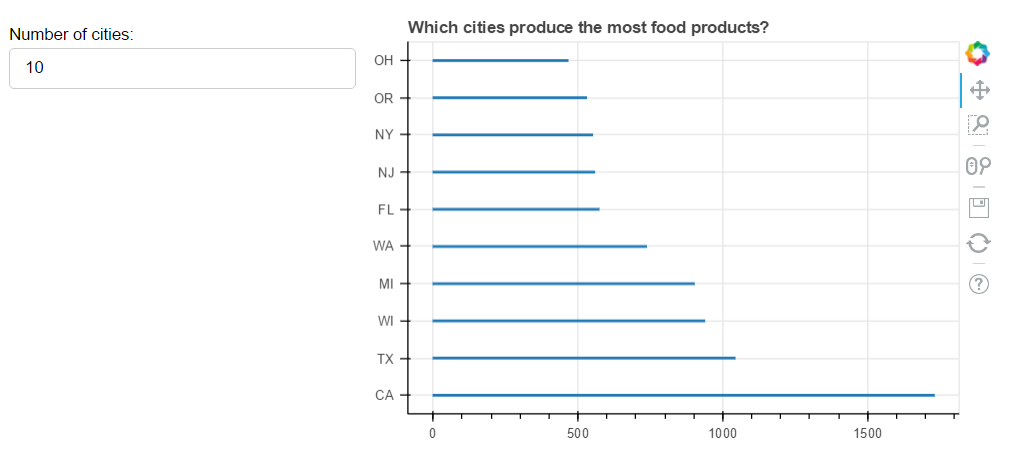 Number of cities:
10
Which cities produce the most food products?
OH
OR
NY
NJ
FL
WA
MI
WI
TX
CA
0 500 1000 1500